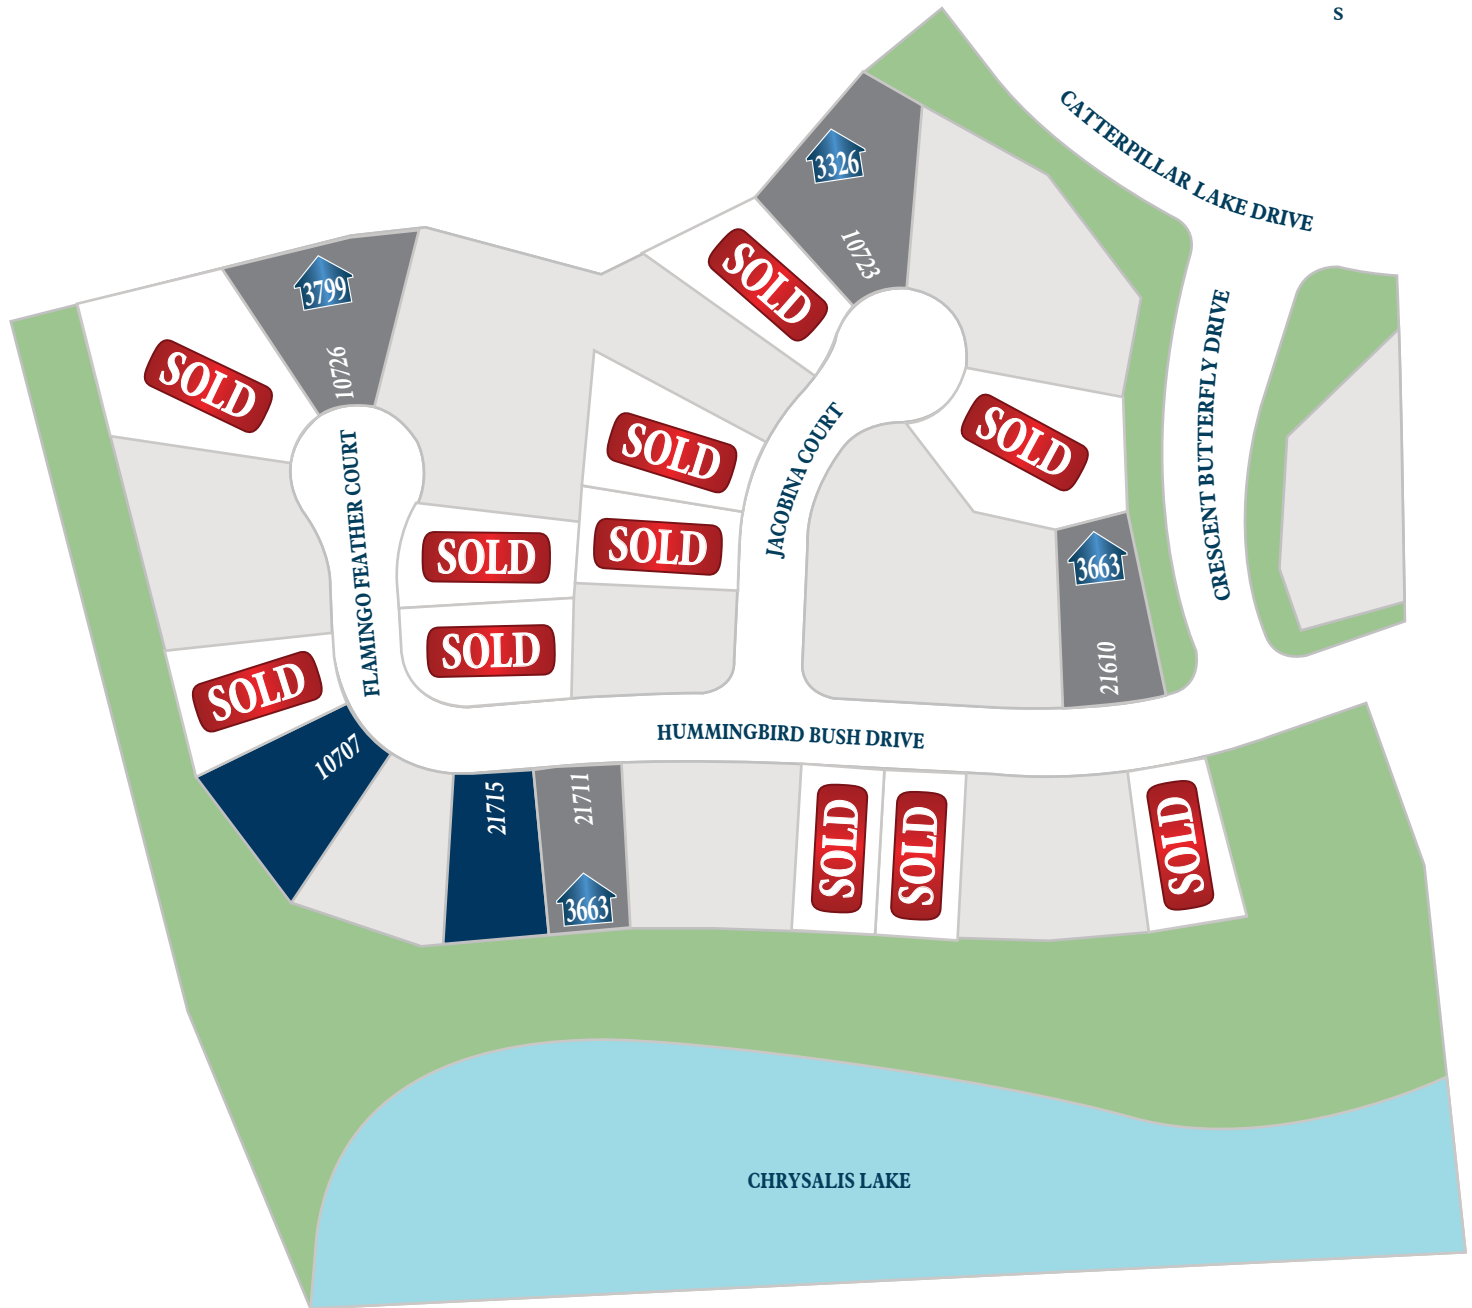 S
CATTERPILLAR LAKE DRIVE
3326
10723
SOLD
3799
10726
SOLD
CRESCENT BUTTERFLY DRIVE
JACOBINA COURT
SOLD
SOLD
FLAMINGO FEATHER COURT
SOLD
SOLD
3663
21610
SOLD
SOLD
10707
HUMMINGBIRD BUSH DRIVE
21715
21711
3663
SOLD
SOLD
SOLD
CHRYSALIS LAKE